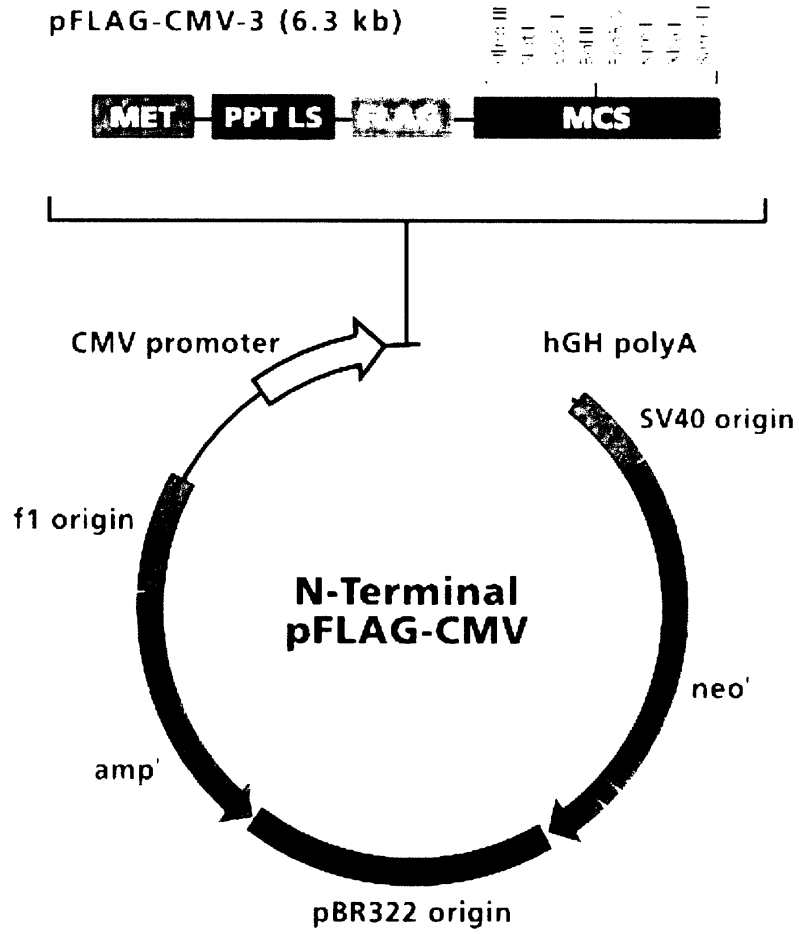 pFLAG-CMV-3 (6.3 kb)
MET
PPT LS
FLAG
MCS
CMV promoter
hGH polyA
SV40 origin
f1 origin
N-Terminal
pFLAG-CMV
neo'
amp'
pBR322 origin